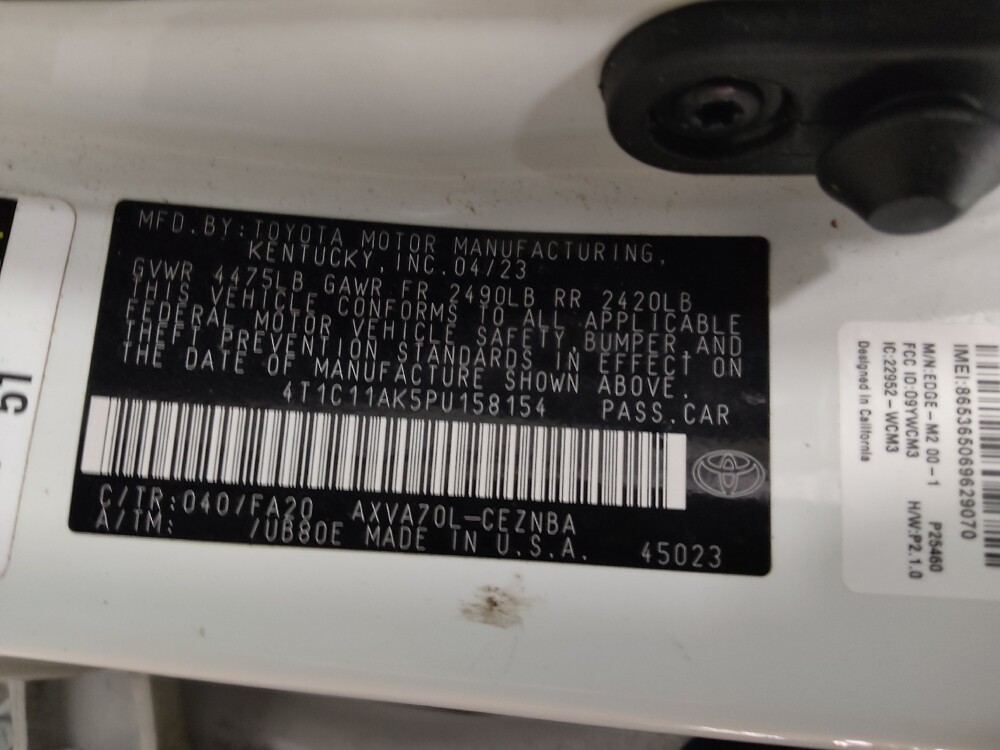 MFD.BY:TOYOTA MOTOR MANUFACTURING,
KENTUCKY,INC.04/23
GVWR 4475LB GAWR FR 2490LB RR 2420LB
THIS VEHICLE CONFORMS TO ALL APPLICABLE
FEDERAL MOTOR VEHICLE SAFETY,BUMPER AND
THEFT PREVENTION STANDARDS IN EFFECT ON
THE DATE OF MANUFACTURE SHOWN ABOVE.
4T1C11AK5PU158154 PASS.CAR
C/TR:040/FA20 AXVA70L-CEZNBA
A/TM: /UB80E MADE IN U.S.A. 45023
IMEI:865365069629070
M/N:EDGE-M2 00-1 P25460
FCC ID:O9YWCM3 H/W:P2.1.0
IC:22952-WCM3
Designed in California